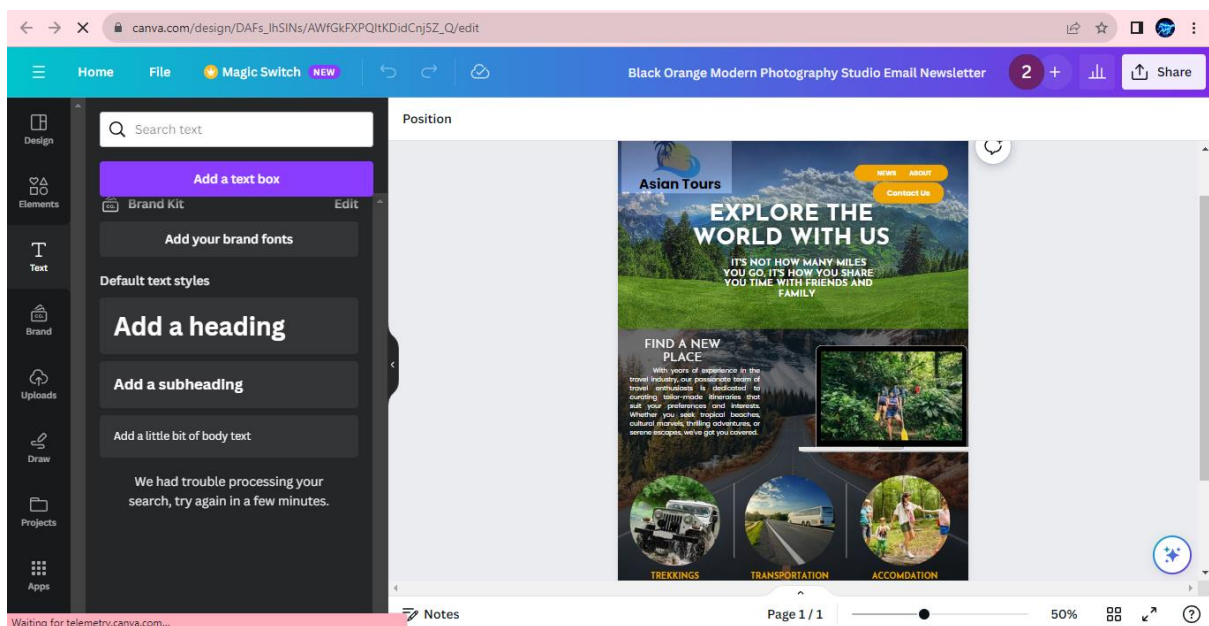 canva.com/design/DAFs_IhSINs/AWfGkFXPQItKDidCnj5Z_Q/edit
Home File Magic Switch NEW Black Orange Modern Photography Studio Email Newsletter 2 + Share
Design
Elements
Text
Brand
Uploads
Draw
Projects
Apps
Search text
Add a text box
Brand Kit Edit
Add your brand fonts
Default text styles
Add a heading
Add a subheading
Add a little bit of body text
We had trouble processing your
search, try again in a few minutes.
Position
Asian Tours
NEWS ABOUT
Contact Us
EXPLORE THE
WORLD WITH US
IT'S NOT HOW MANY MILES
YOU GO, IT'S HOW YOU SHARE
YOU TIME WITH FRIENDS AND
FAMILY
FIND A NEW
PLACE
With years of experience in the
travel industry, our passionate team of
travel enthusiasts is dedicated to
curating tailor-made itineraries that
suit your preferences and interests.
Whether you seek tropical beaches,
cultural marvels, thrilling adventures, or
serene escapes, we've got you covered.
TREKKINGS TRANSPORTATION ACCOMDATION
Notes Page 1 / 1 50%
Waiting for telemetry.canva.com...